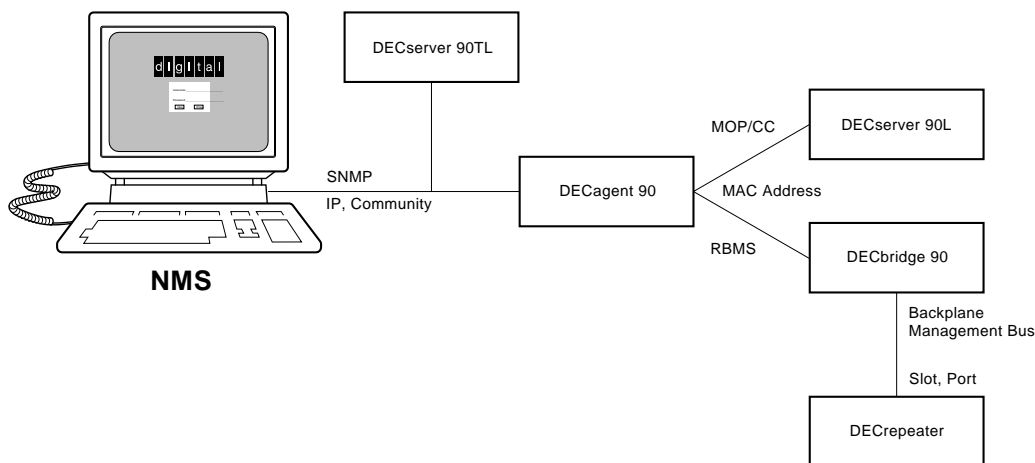 DECserver 90TL
digital
MOP/CC
DECserver 90L
SNMP
DECagent 90
MAC Address
IP, Community
RBMS
DECbridge 90
NMS
Backplane
Management Bus
Slot, Port
DECrepeater